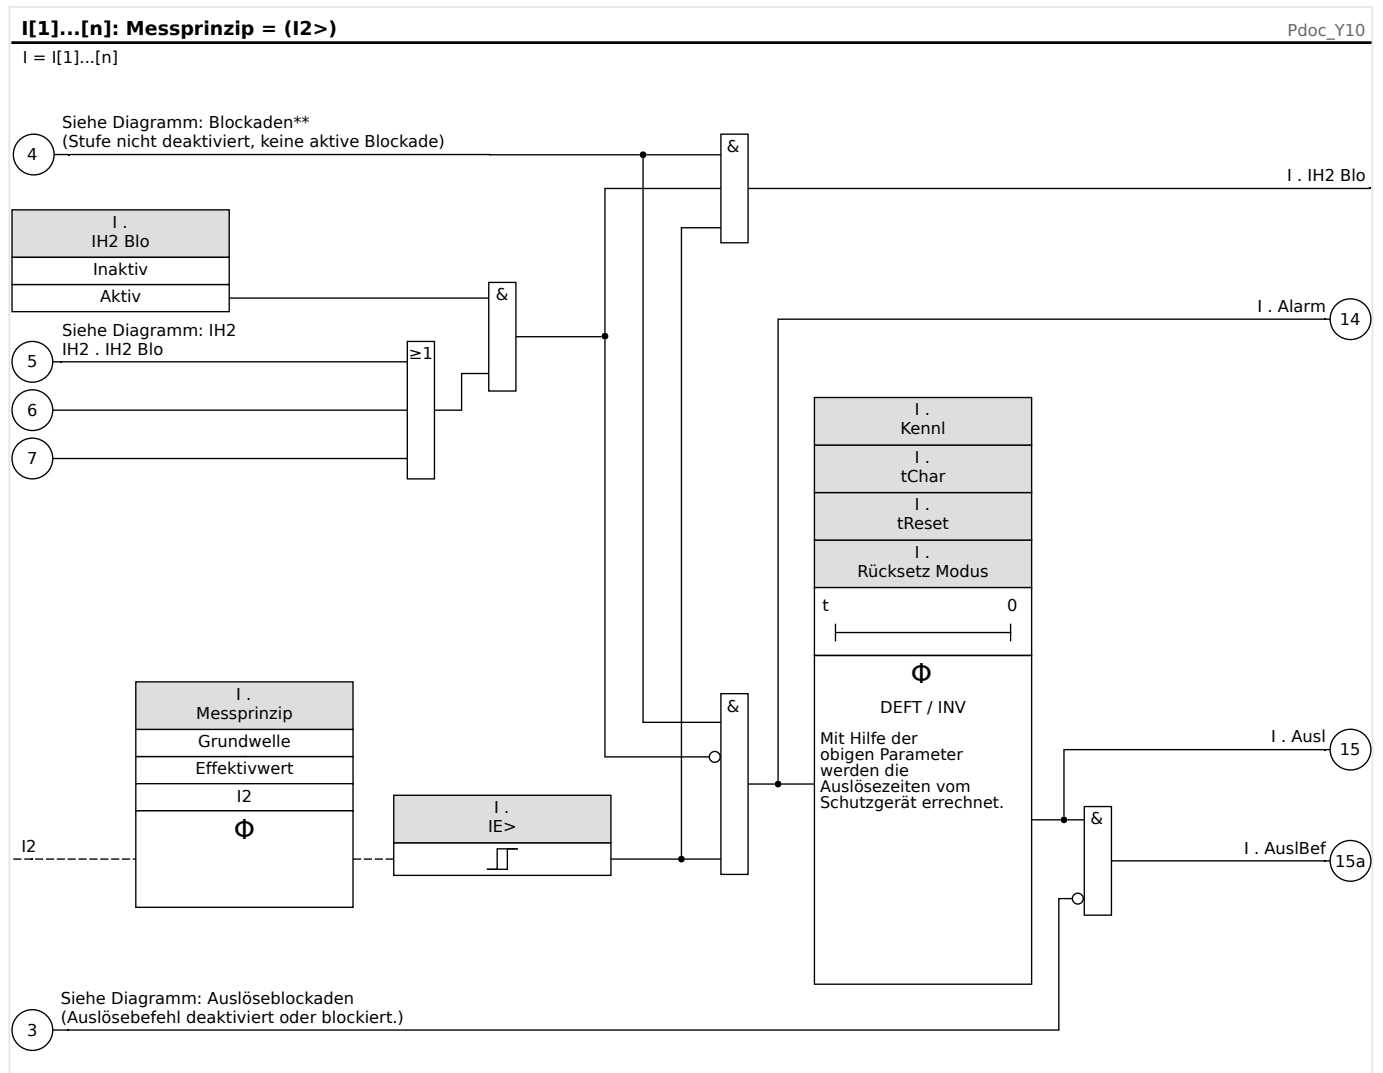 I[1]...[n]: Messprinzip = (I2>)
Pdoc_Y10
I = I[1]...[n]
Siehe Diagramm: Blockaden**
(Stufe nicht deaktiviert, keine aktive Blockade)
4
&
I . IH2 Blo
I .
IH2 Blo
Inaktiv
Aktiv
&
I . Alarm
14
Siehe Diagramm: IH2
IH2 . IH2 Blo
5
≥1
6
7
I .
Kennl
I .
tChar
I .
tReset
I .
Rücksetz Modus
t 0
Φ
DEFT / INV
Mit Hilfe der
obigen Parameter
werden die
Auslösezeiten vom
Schutzgerät errechnet.
I .
Messprinzip
Grundwelle
Effektivwert
I2
Φ
I2
I .
IE>
&
I . Ausl
15
&
I . AuslBef
15a
Siehe Diagramm: Auslöseblockaden
(Auslösebefehl deaktiviert oder blockiert.)
3